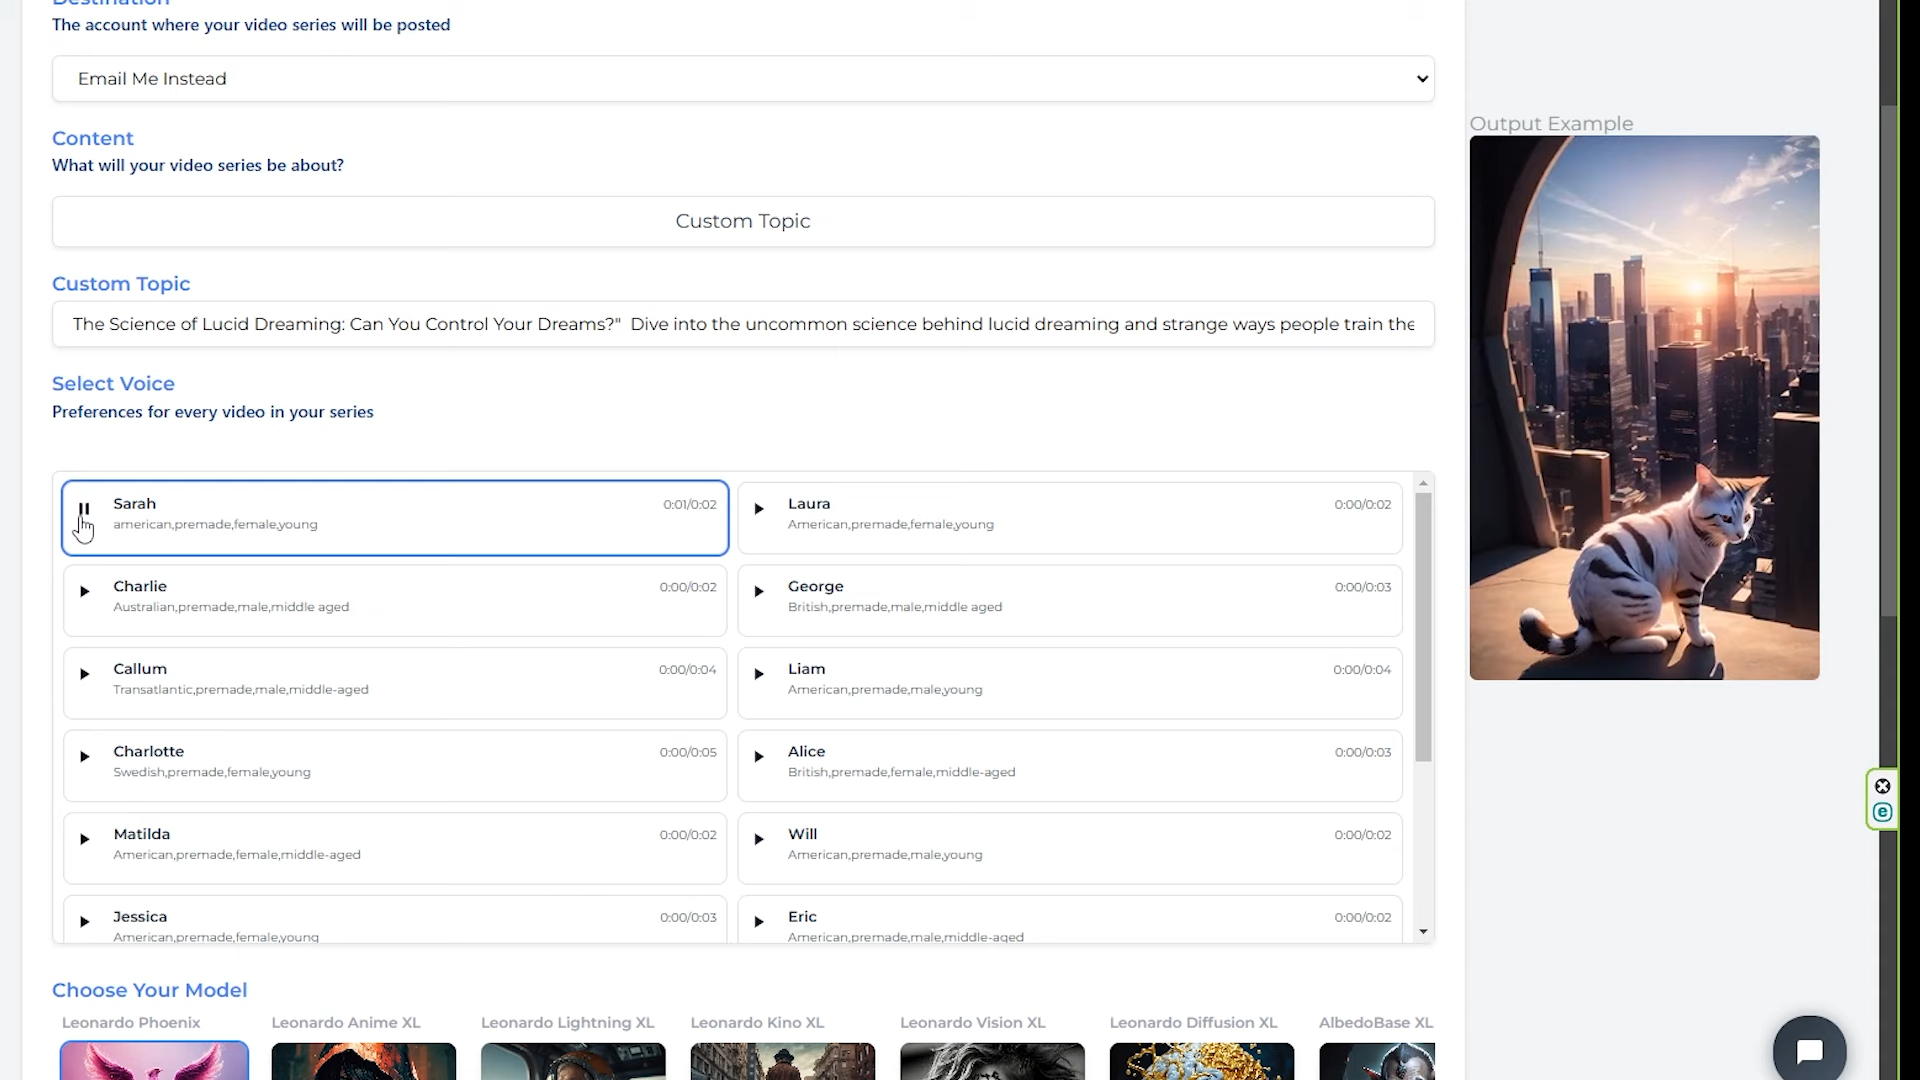 The account where your video series will be posted
Email Me Instead
Content
What will your video series be about?
Custom Topic
Custom Topic
The Science of Lucid Dreaming: Can You Control Your Dreams?"  Dive into the uncommon science behind lucid dreaming and strange ways people train the
Select Voice
Preferences for every video in your series
Sarah 0:01/0:02
american,premade,female,young
Laura 0:00/0:02
American,premade,female,young
Charlie 0:00/0:02
Australian,premade,male,middle aged
George 0:00/0:03
British,premade,male,middle aged
Callum 0:00/0:04
Transatlantic,premade,male,middle-aged
Liam 0:00/0:04
American,premade,male,young
Charlotte 0:00/0:05
Swedish,premade,female,young
Alice 0:00/0:03
British,premade,female,middle-aged
Matilda 0:00/0:02
American,premade,female,middle-aged
Will 0:00/0:02
American,premade,male,young
Jessica 0:00/0:03
American,premade,female,young
Eric 0:00/0:02
American,premade,male,middle-aged
Choose Your Model
Leonardo Phoenix
Leonardo Anime XL
Leonardo Lightning XL
Leonardo Kino XL
Leonardo Vision XL
Leonardo Diffusion XL
AlbedoBase XL
Output Example
e